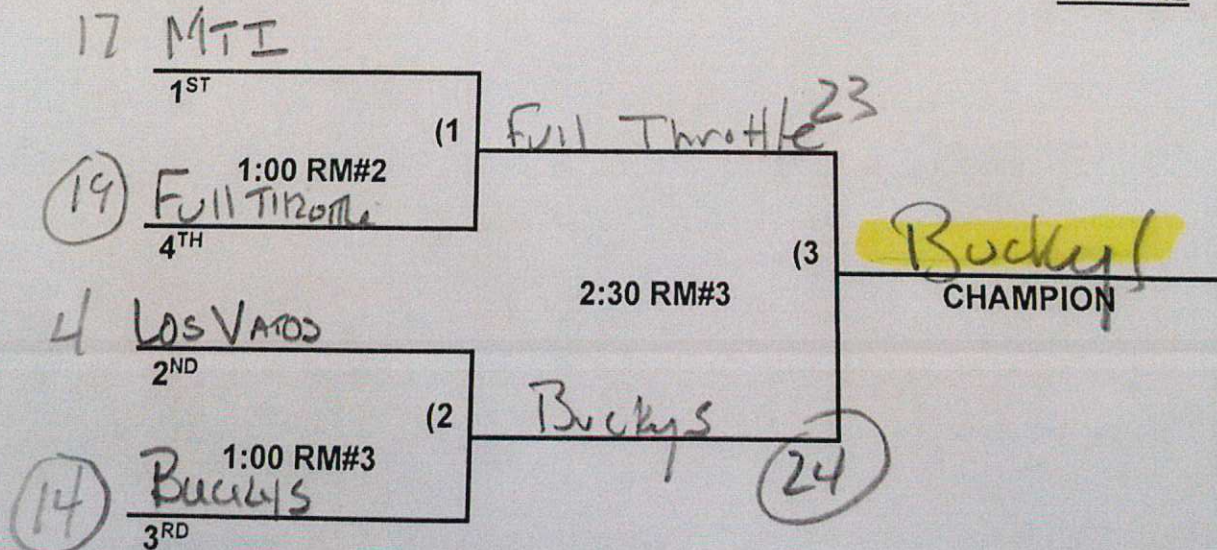 17 MTI
1ST
(1
Full Throttle 23
1:00 RM#2
19 Full Throttle
4TH
(3
Buckys
CHAMPION
2:30 RM#3
4 Los Vatos
2ND
(2
Buckys
24
1:00 RM#3
14 Buckys
3RD